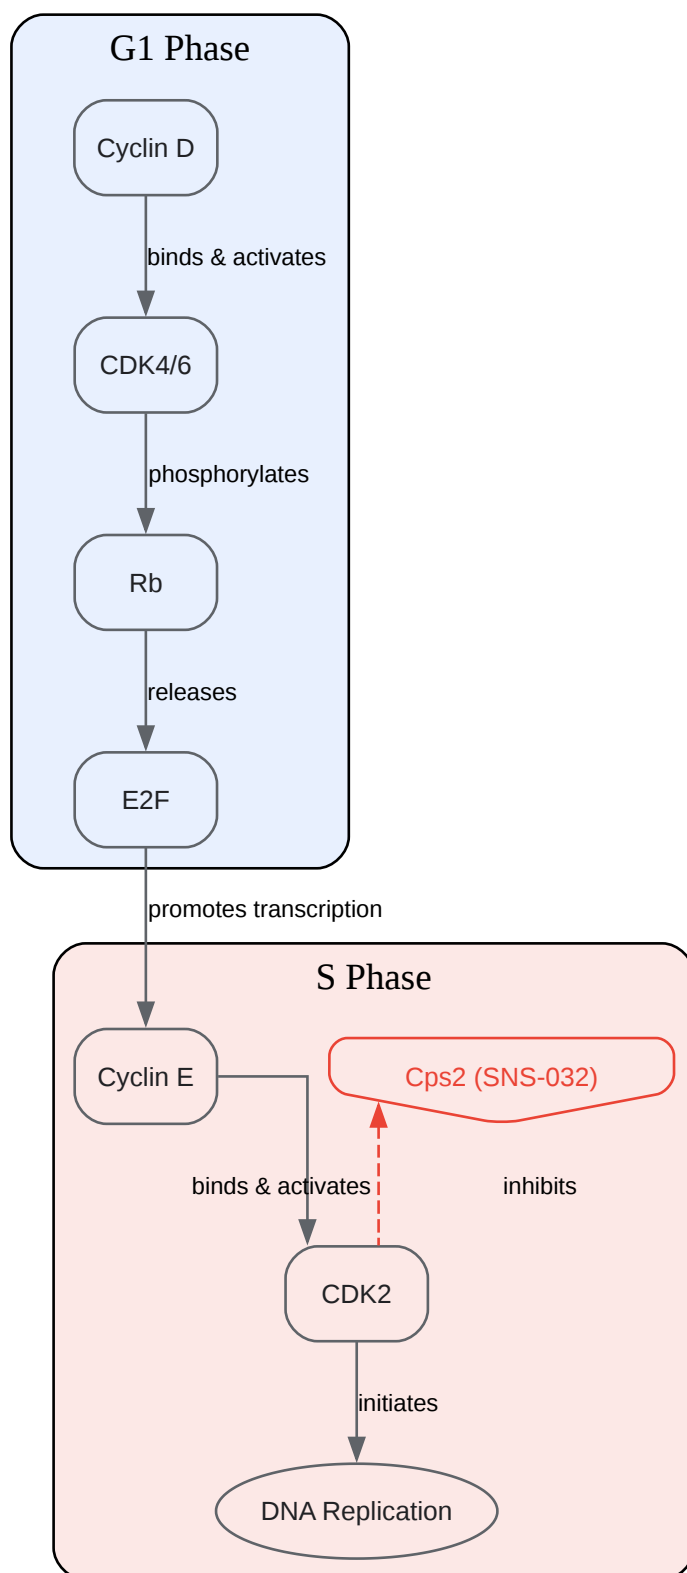 G1 Phase
Cyclin D
binds & activates
CDK4/6
phosphorylates
Rb
releases
E2F
promotes transcription
S Phase
Cyclin E
Cps2 (SNS-032)
binds & activates
inhibits
CDK2
initiates
DNA Replication